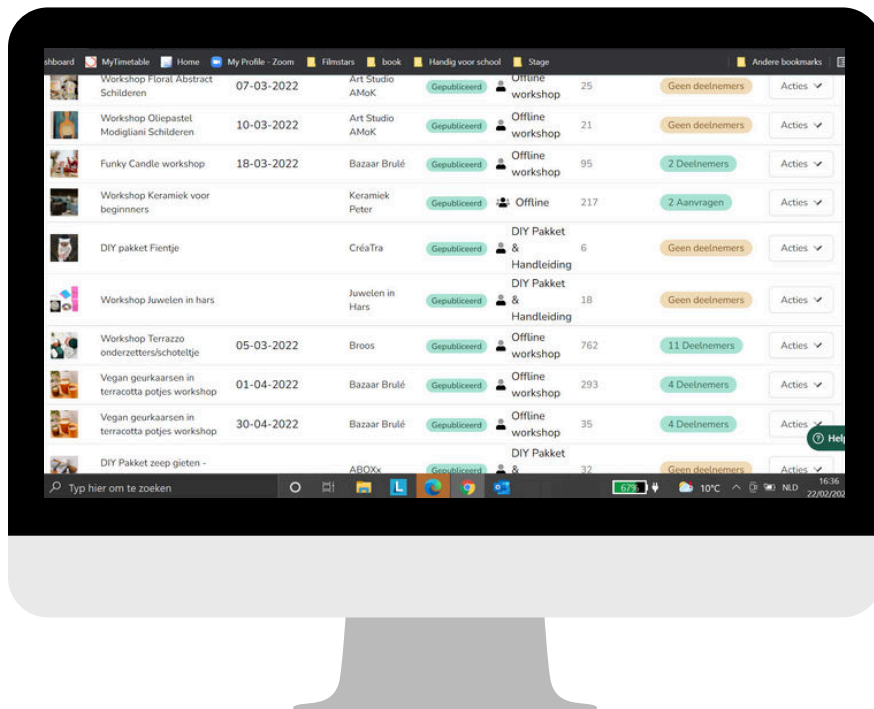 shboard MyTimetable Home My Profile - Zoom Filmstars book Handig voor school Stage Andere bookmarks
Workshop Floral Abstract Schilderen 07-03-2022 Art Studio AMoK Gepubliceerd Offline workshop 25 Geen deelnemers Acties
Workshop Oliepastel Modigliani Schilderen 10-03-2022 Art Studio AMoK Gepubliceerd Offline workshop 21 Geen deelnemers Acties
Funky Candle workshop 18-03-2022 Bazaar Brulé Gepubliceerd Offline workshop 95 2 Deelnemers Acties
Workshop Keramiek voor beginnners Keramiek Peter Gepubliceerd Offline 217 2 Aanvragen Acties
DIY pakket Fientje CréaTra Gepubliceerd DIY Pakket & Handleiding 6 Geen deelnemers Acties
Workshop Juwelen in hars Juwelen in Hars Gepubliceerd DIY Pakket & Handleiding 18 Geen deelnemers Acties
Workshop Terrazzo onderzetters/schoteltje 05-03-2022 Broos Gepubliceerd Offline workshop 762 11 Deelnemers Acties
Vegan geurkaarsen in terracotta potjes workshop 01-04-2022 Bazaar Brulé Gepubliceerd Offline workshop 293 4 Deelnemers Acties
Vegan geurkaarsen in terracotta potjes workshop 30-04-2022 Bazaar Brulé Gepubliceerd Offline workshop 35 4 Deelnemers Acties
DIY Pakket zeep gieten - ABOXx Gepubliceerd DIY Pakket & 32 Geen deelnemers Acties
Help
Typ hier om te zoeken L 67% 10°C NLD 16:36
22/02/202